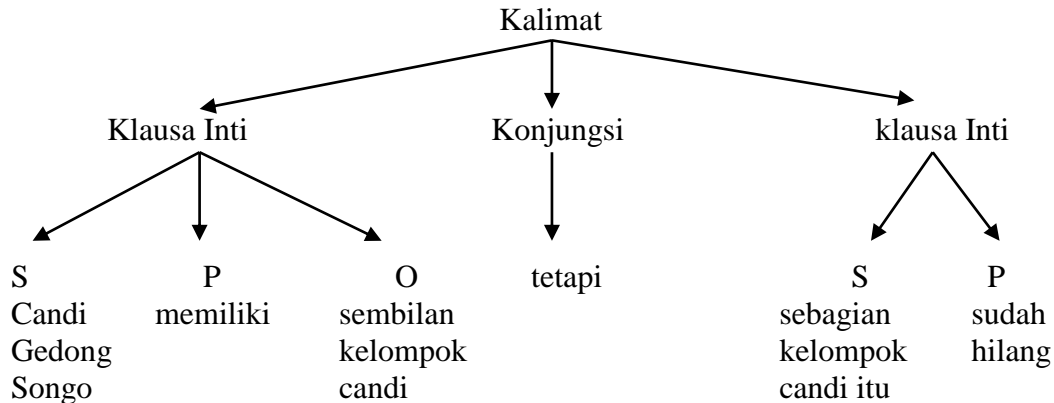 Kalimat
Klausa Inti Konjungsi klausa Inti
S P O tetapi S P
Candi memiliki sembilan sebagian sudah
Gedong kelompok kelompok hilang
Songo candi candi itu